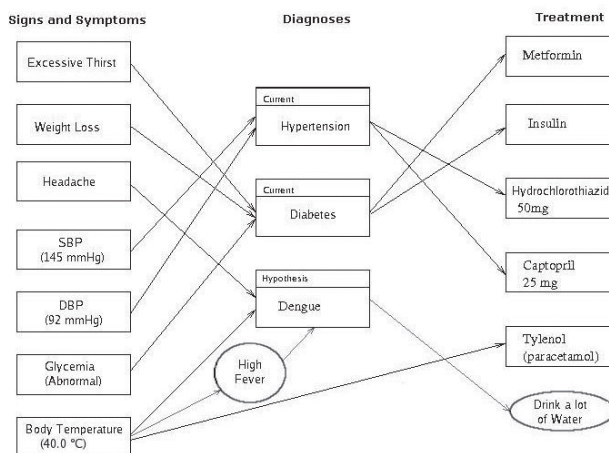 Signs and Symptoms
Diagnoses
Treatment
Excessive Thirst
Weight Loss
Headache
SBP
(145 mmHg)
DBP
(92 mmHg)
Glycemia
(Abnormal)
Body Temperature
(40.0 °C)
Current
Hypertension
Current
Diabetes
Hypothesis
Dengue
High
Fever
Metformin
Insulin
Hydrochlorothiazid
50mg
Captopril
25 mg
Tylenol
(paracetamol)
Drink a lot
of Water